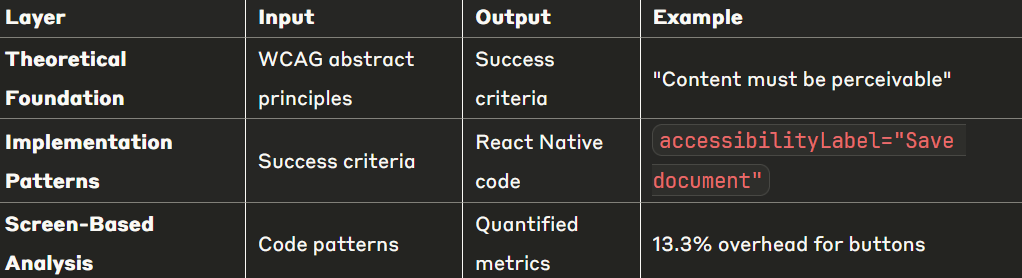 Layer Input Output Example
Theoretical Foundation WCAG abstract principles Success criteria "Content must be perceivable"
Implementation Patterns Success criteria React Native code accessibilityLabel="Save document"
Screen-Based Analysis Code patterns Quantified metrics 13.3% overhead for buttons